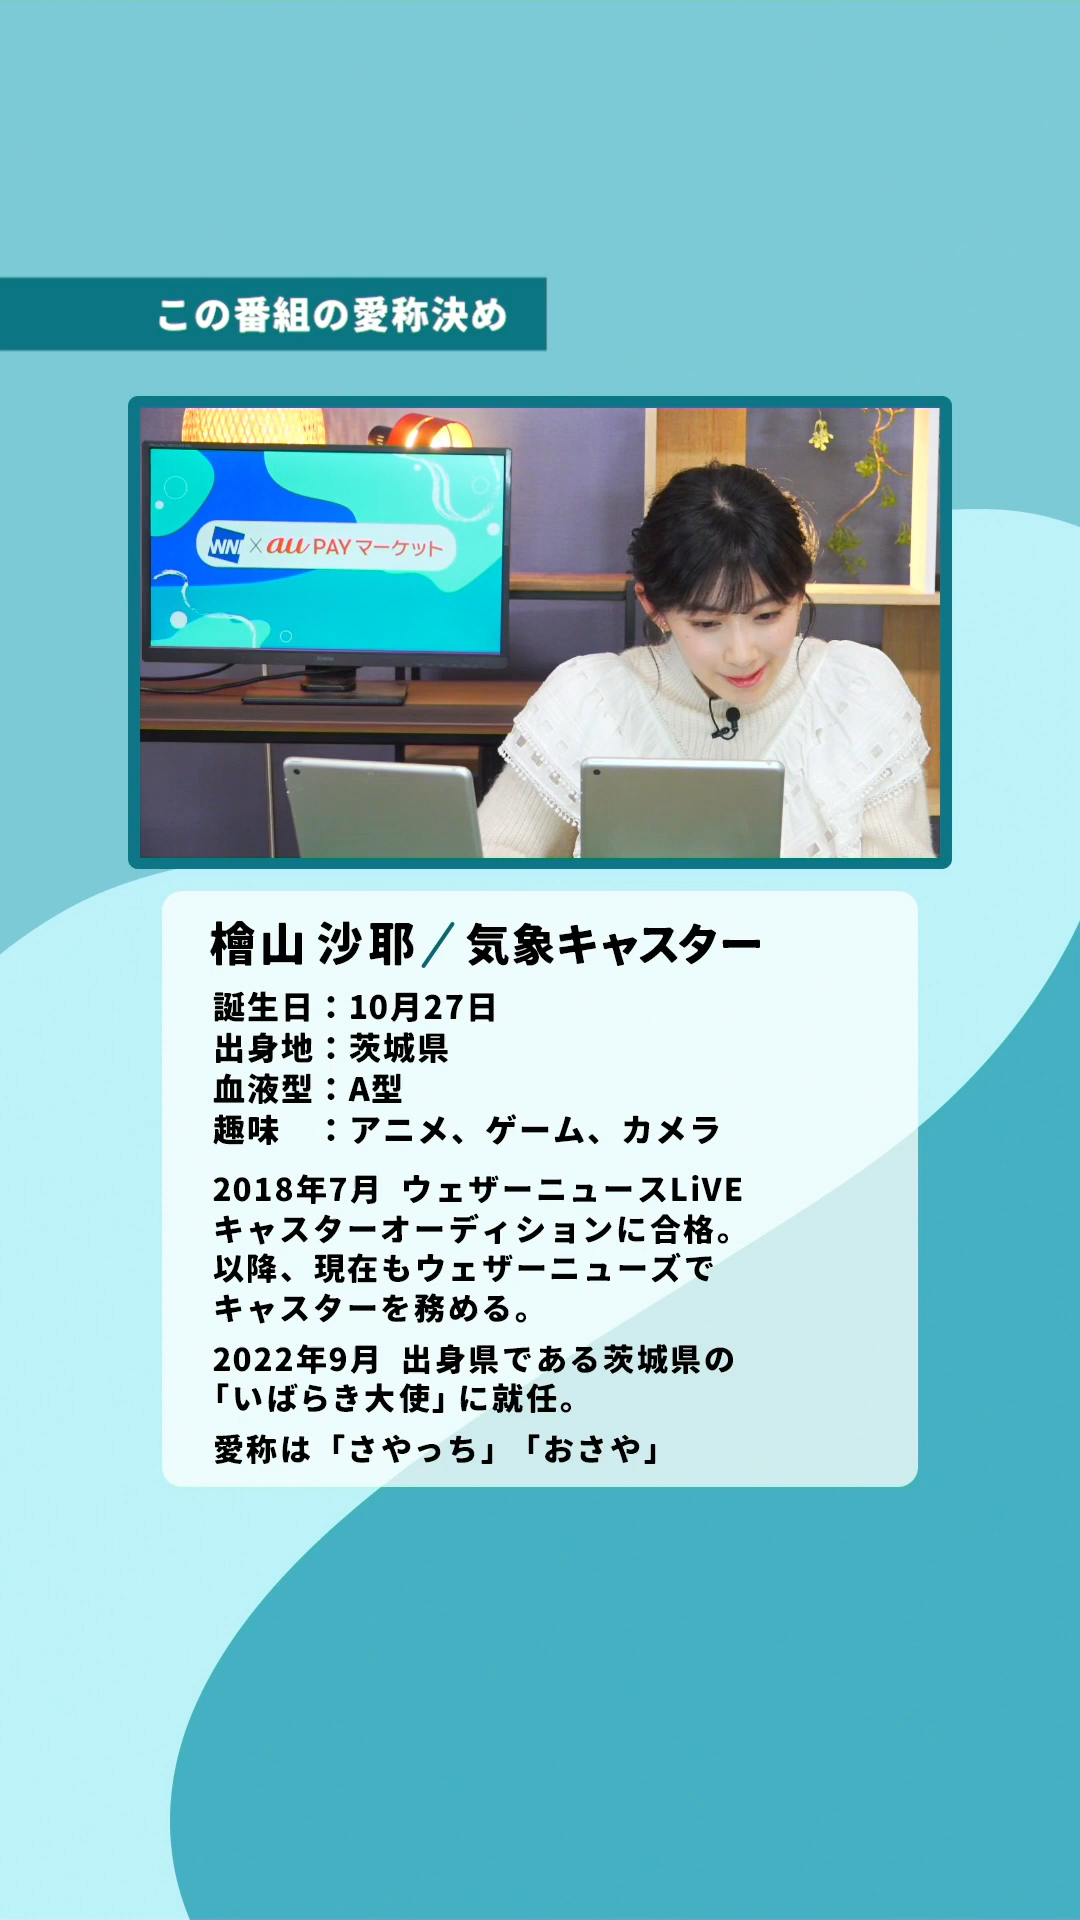 この番組の愛称決め
WNI×au PAY マーケット
檜山 沙耶／気象キャスター
誕生日：10月27日
出身地：茨城県
血液型：A型
趣味　：アニメ、ゲーム、カメラ
2018年7月 ウェザーニュースLiVE
キャスターオーディションに合格。
以降、現在もウェザーニューズで
キャスターを務める。
2022年9月 出身県である茨城県の
「いばらき大使」に就任。
愛称は「さやっち」「おさや」